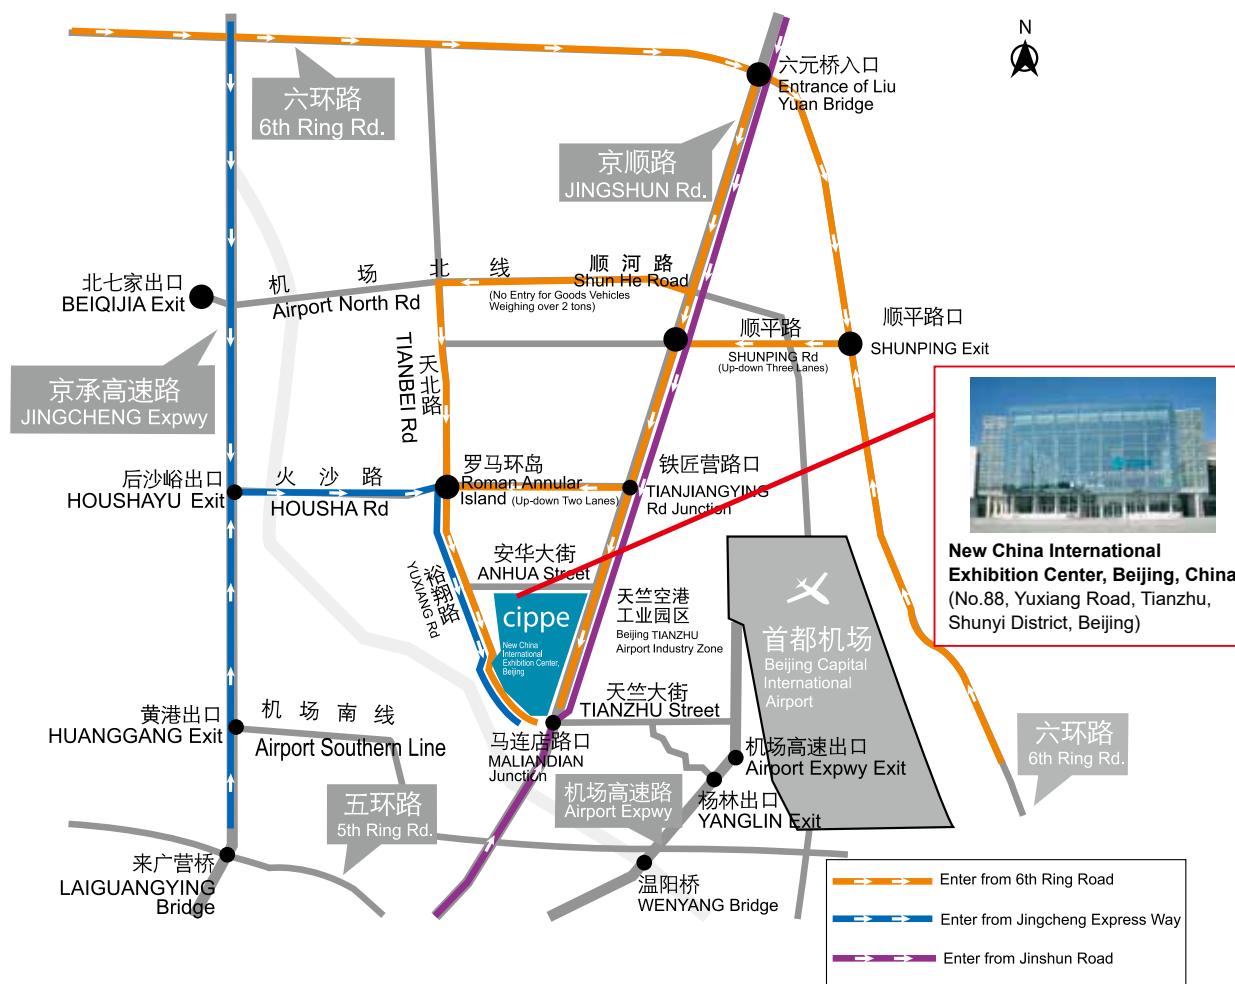 N
六元桥入口
Entrance of Liu
Yuan Bridge
六环路
6th Ring Rd.
京顺路
JINGSHUN Rd.
北七家出口
BEIQIJIA Exit
机场北线
Airport North Rd
顺河路
Shun He Road
(No Entry for Goods Vehicles
Weighing over 2 tons)
顺平路
SHUNPING Rd
(Up-down Three Lanes)
顺平路口
SHUNPING Exit
天北路
TIANBEI Rd
京承高速路
JINGCHENG Expwy
后沙峪出口
HOUSHAYU Exit
火沙路
HOUSHA Rd
罗马环岛
Roman Annular
Island (Up-down Two Lanes)
铁匠营路口
TIANJIANGYING
Rd Junction
New China International
Exhibition Center, Beijing, China
(No.88, Yuxiang Road, Tianzhu,
Shunyi District, Beijing)
安华大街
ANHUA Street
裕翔路
YUXIANG Rd
cippe
New China
International
Exhibition Center,
Beijing
天竺空港
工业园区
Beijing TIANZHU
Airport Industry Zone
首都机场
Beijing Capital
International
Airport
天竺大街
TIANZHU Street
黄港出口
HUANGGANG Exit
机场南线
Airport Southern Line
马连店路口
MALIANDIAN
Junction
机场高速出口
Airport Expwy Exit
六环路
6th Ring Rd.
机场高速路
Airport Expwy
杨林出口
YANGLIN Exit
五环路
5th Ring Rd.
来广营桥
LAIGUANGYING
Bridge
温阳桥
WENYANG Bridge
Enter from 6th Ring Road
Enter from Jingcheng Express Way
Enter from Jinshun Road